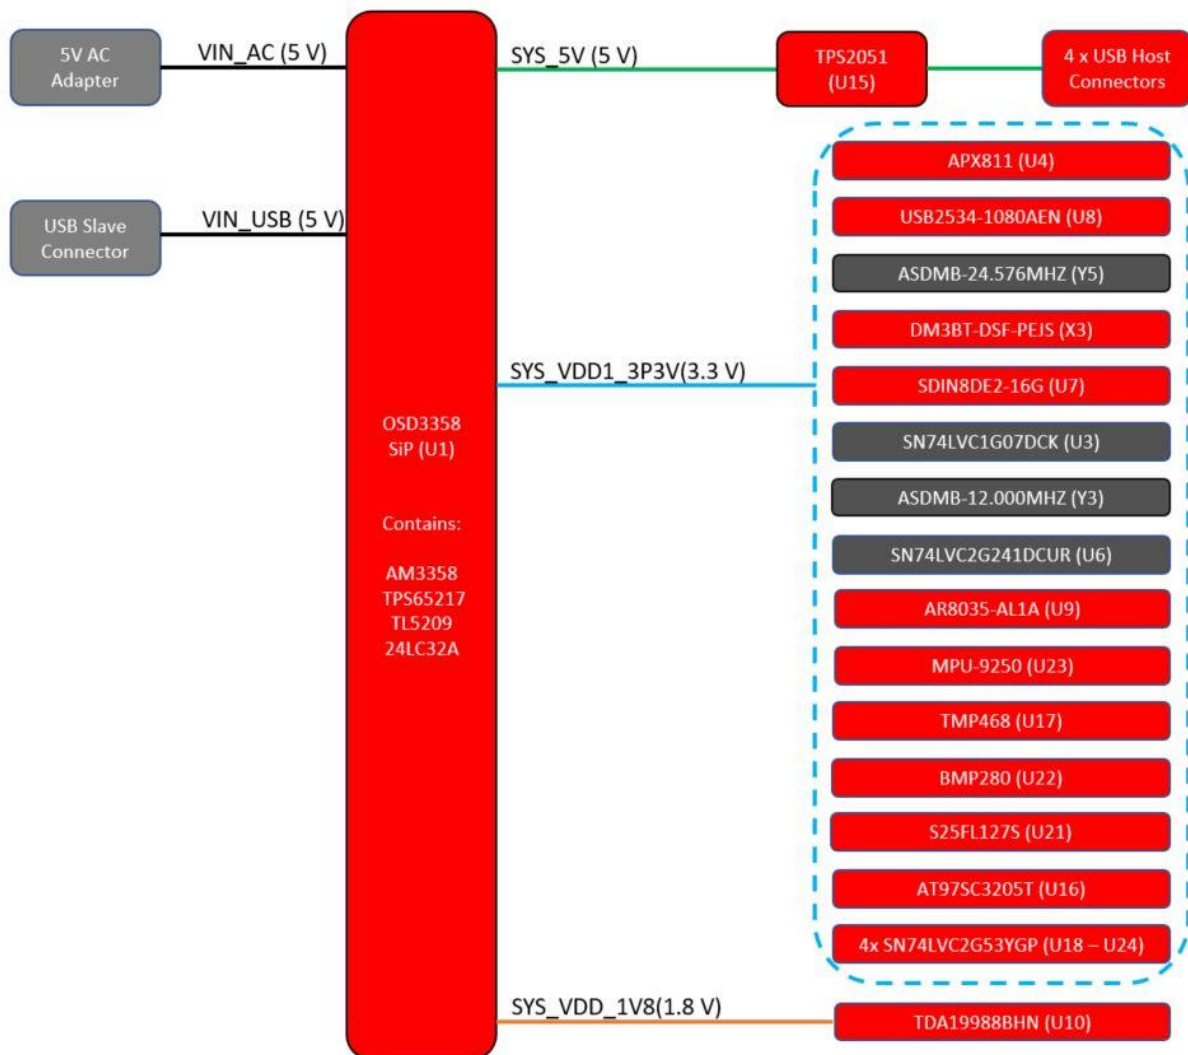 5V AC
Adapter
VIN_AC (5 V)
SYS_5V (5 V)
TPS2051
(U15)
4 x USB Host
Connectors
USB Slave
Connector
VIN_USB (5 V)
OSD3358
SiP (U1)
Contains:
AM3358
TPS65217
TL5209
24LC32A
SYS_VDD1_3P3V(3.3 V)
APX811 (U4)
USB2534-1080AEN (U8)
ASDMB-24.576MHZ (Y5)
DM3BT-DSF-PEJS (X3)
SDIN8DE2-16G (U7)
SN74LVC1G07DCK (U3)
ASDMB-12.000MHZ (Y3)
SN74LVC2G241DCUR (U6)
AR8035-AL1A (U9)
MPU-9250 (U23)
TMP468 (U17)
BMP280 (U22)
S25FL127S (U21)
AT97SC3205T (U16)
4x SN74LVC2G53YGP (U18 – U24)
SYS_VDD_1V8(1.8 V)
TDA19988BHN (U10)